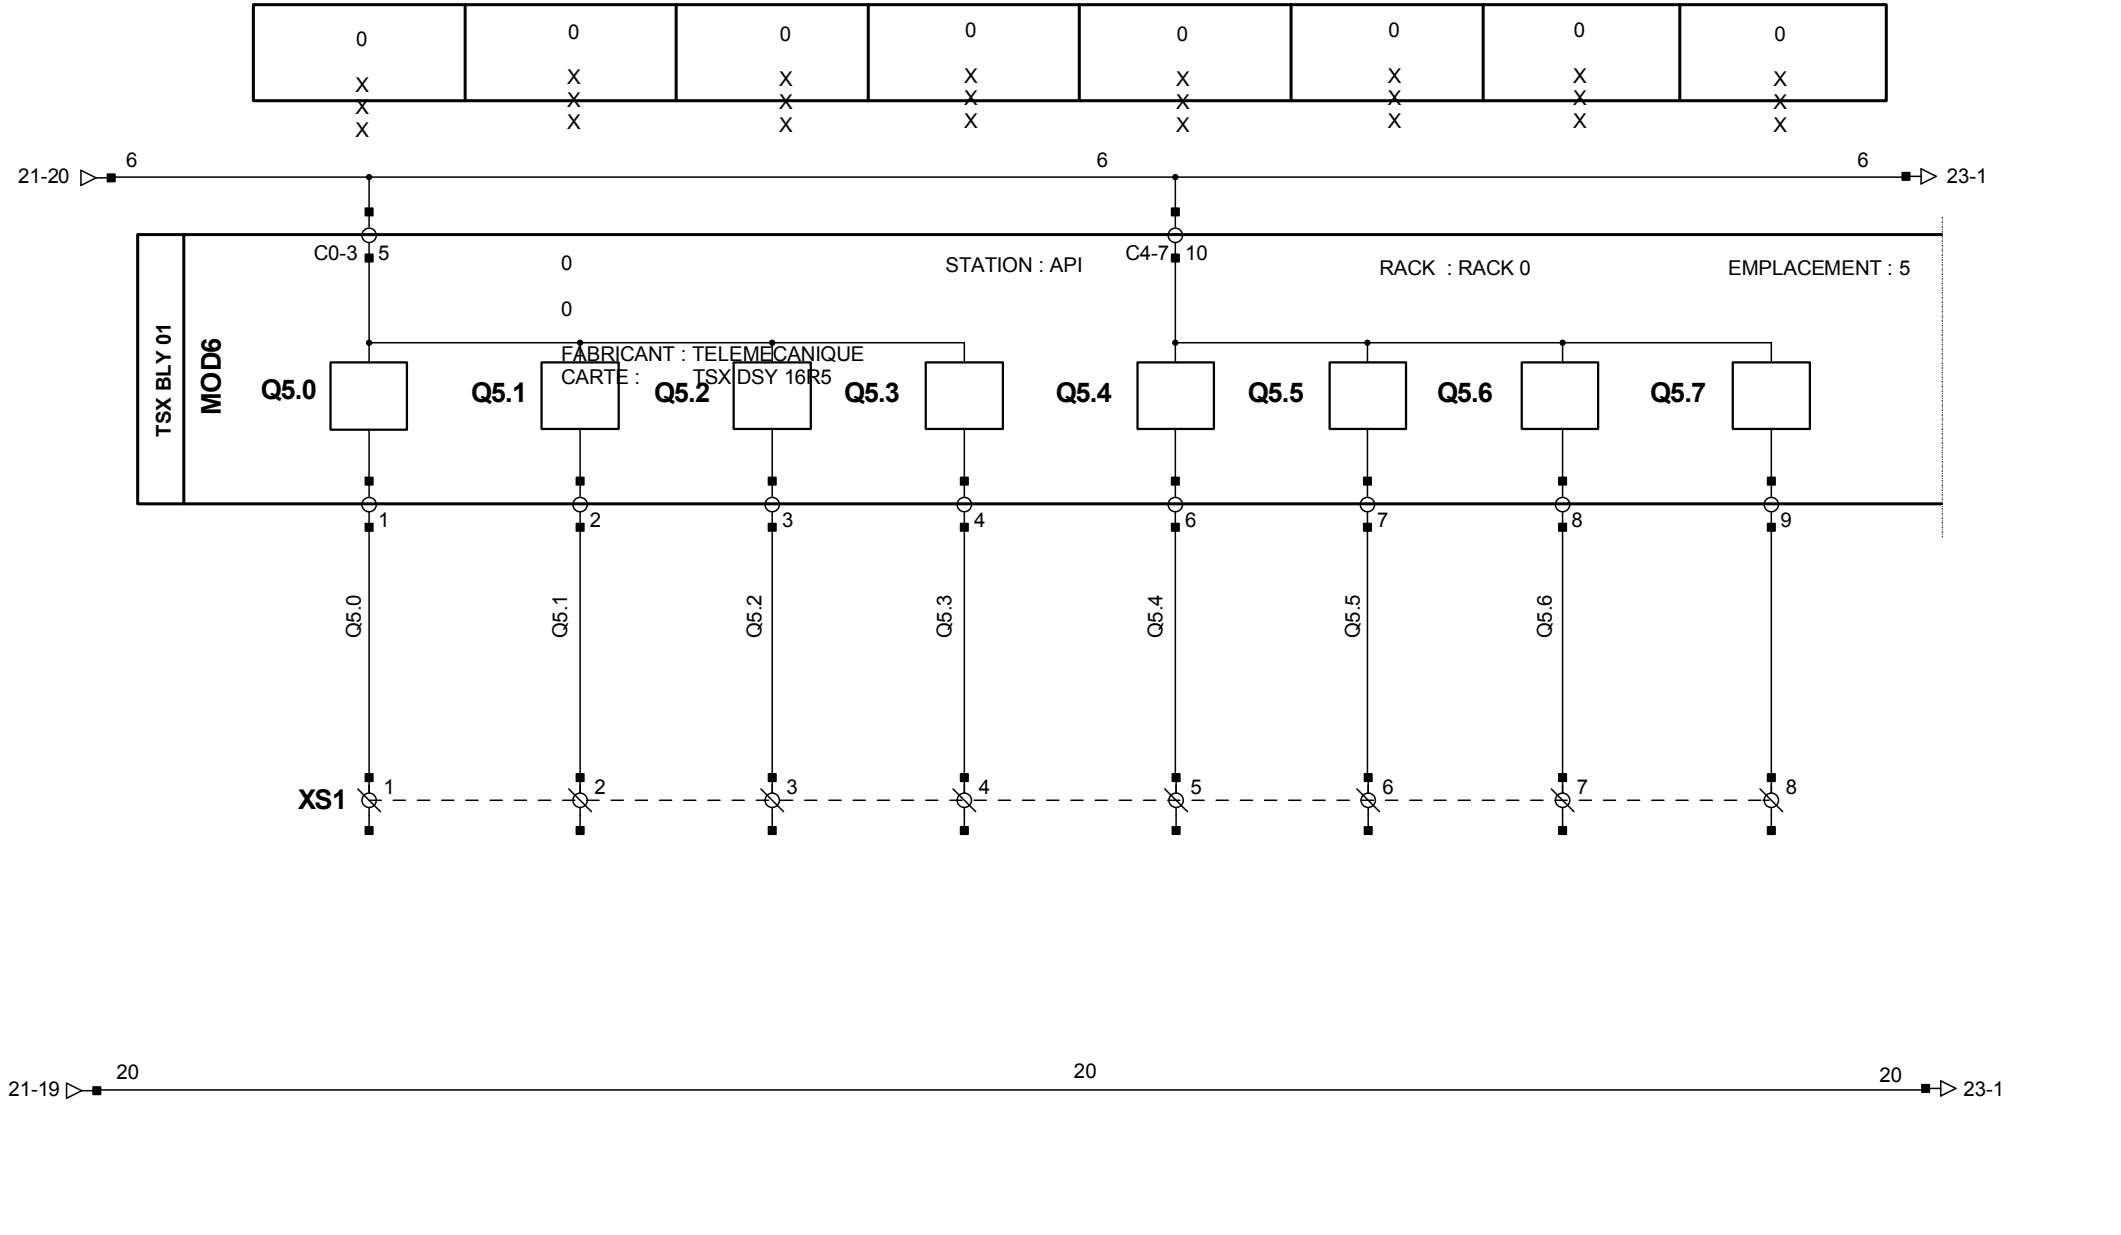 0 0 0 0 0 0 0 0
X X X X X X X X
X X X X X X X X
X X X X X X X X
6 6 6
21-20 23-1
C0-3 5 0 STATION : API C4-7 10 RACK : RACK 0 EMPLACEMENT : 5
0
TSX BLY 01
MOD6
FABRICANT : TELEMECANIQUE
CARTE : TSX DSY 16R5
Q5.0 Q5.1 Q5.2 Q5.3 Q5.4 Q5.5 Q5.6 Q5.7
1 2 3 4 6 7 8 9
Q5.0 Q5.1 Q5.2 Q5.3 Q5.4 Q5.5 Q5.6
XS1 1 2 3 4 5 6 7 8
20 20 20
21-19 23-1